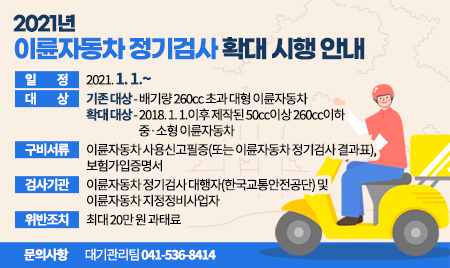 2021년
이륜자동차 정기검사 확대 시행 안내
일 정 2021. 1. 1.~
대 상 기존 대상 - 배기량 260cc 초과 대형 이륜자동차
확대 대상 - 2018. 1. 1.이후 제작된 50cc이상 260cc이하
중·소형 이륜자동차
구비서류 이륜자동차 사용신고필증(또는 이륜자동차 정기검사 결과표),
보험가입증명서
검사기관 이륜자동차 정기검사 대행자(한국교통안전공단) 및
이륜자동차 지정정비사업자
위반조치 최대 20만 원 과태료
문의사항 대기관리팀 041-536-8414